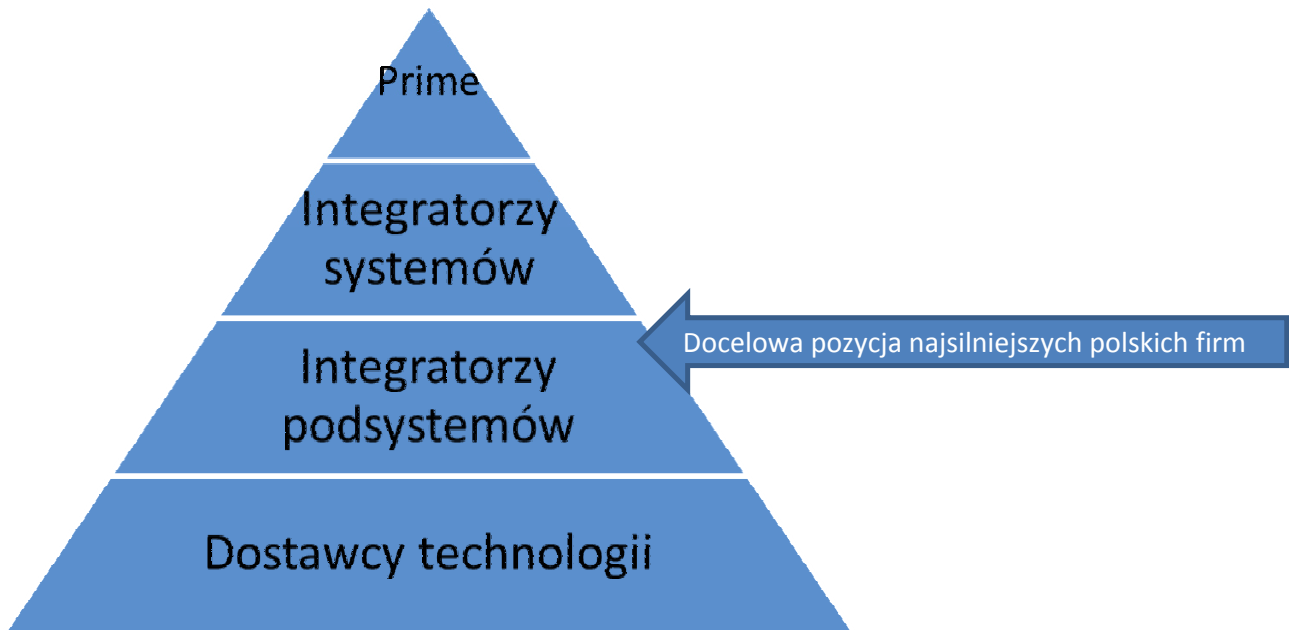 Prime
Integratorzy
systemów
Docelowa pozycja najsilniejszych polskich firm
Integratorzy
podsystemów
Dostawcy technologii